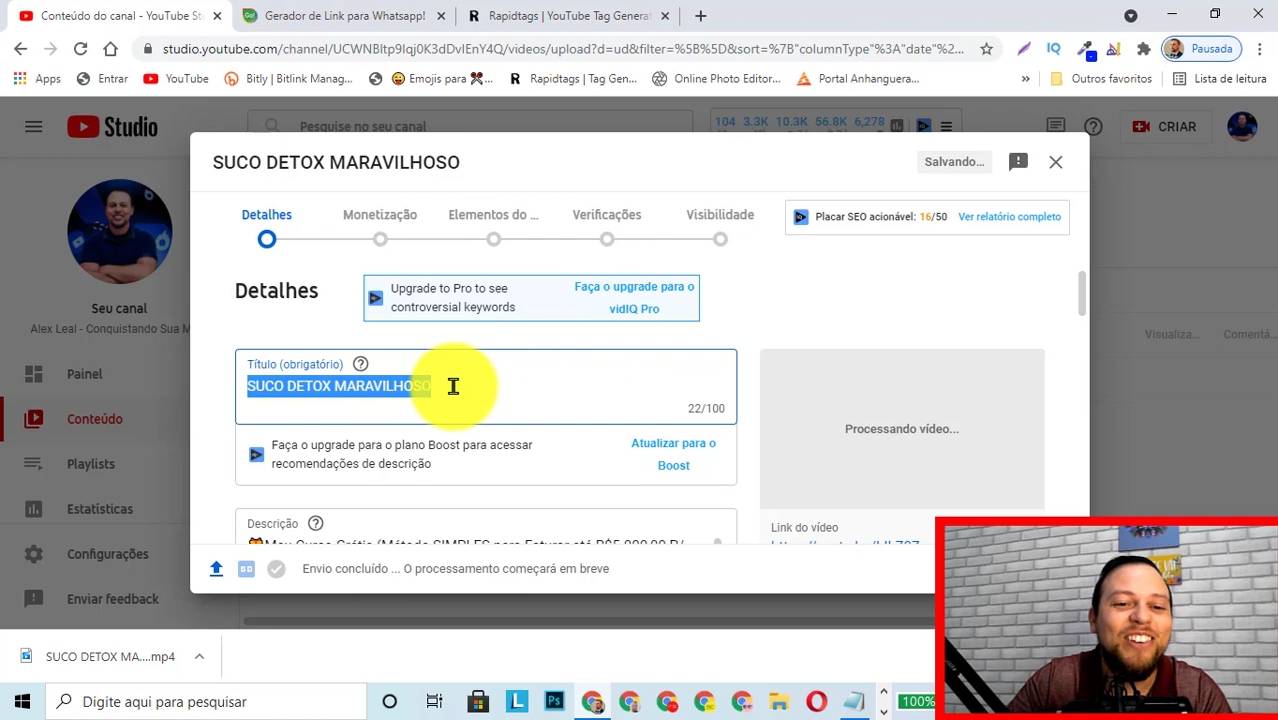 Conteúdo do canal - YouTube St
Gerador de Link para Whatsapp!
Rapidtags | YouTube Tag Generat
studio.youtube.com/channel/UCWNBltp9Iqj0K3dDvIEnY4Q/videos/upload?d=ud&filter=%5B%5D&sort=%7B"columnType"%3A"date"%2...
Pausada
Apps
Entrar
YouTube
Bitly | Bitlink Manag...
Emojis para
Rapidtags | Tag Gen...
Online Photo Editor...
Portal Anhanguera...
»
Outros favoritos
Lista de leitura
Studio
Pesquise no seu canal
104 3.3K 10.3K 56.8K 6,278
CRIAR
SUCO DETOX MARAVILHOSO
Salvando...
Detalhes
Monetização
Elementos do ...
Verificações
Visibilidade
Placar SEO acionável: 16/50
Ver relatório completo
Seu canal
Alex Leal - Conquistando Sua M
Detalhes
Upgrade to Pro to see
controversial keywords
Faça o upgrade para o
vidIQ Pro
Painel
Conteúdo
Playlists
Estatísticas
Configurações
Enviar feedback
Título (obrigatório)
SUCO DETOX MARAVILHOSO
22/100
Faça o upgrade para o plano Boost para acessar
recomendações de descrição
Atualizar para o
Boost
Descrição
Processando vídeo...
Link do vídeo
Visualiza...
Comentá...
SD
Envio concluído ... O processamento começará em breve
SUCO DETOX MA....mp4
Digite aqui para pesquisar
100%